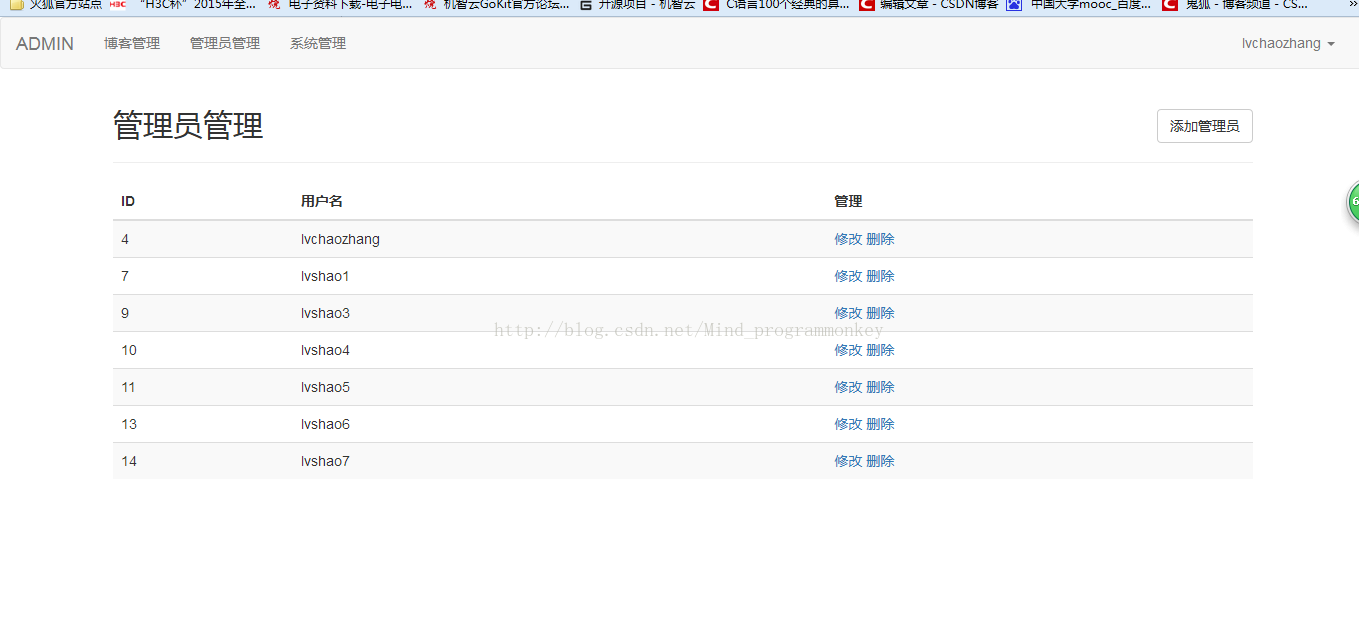 火狐官方站点 H3C "H3C杯" 2015年全... 电子资料下载-电子电... 机智云GoKit官方论坛... 开源项目 - 机智云 C语言100个经典的算... 编辑文章 - CSDN博客 中国大学mooc_百度... 鬼狐 - 博客频道 - CS... »
ADMIN 博客管理 管理员管理 系统管理 lvchaozhang
管理员管理 添加管理员
ID 用户名 管理
4 lvchaozhang 修改 删除
7 lvshao1 修改 删除
9 lvshao3 修改 删除
http://blog.csdn.net/Mind_programmonkey
10 lvshao4 修改 删除
11 lvshao5 修改 删除
13 lvshao6 修改 删除
14 lvshao7 修改 删除